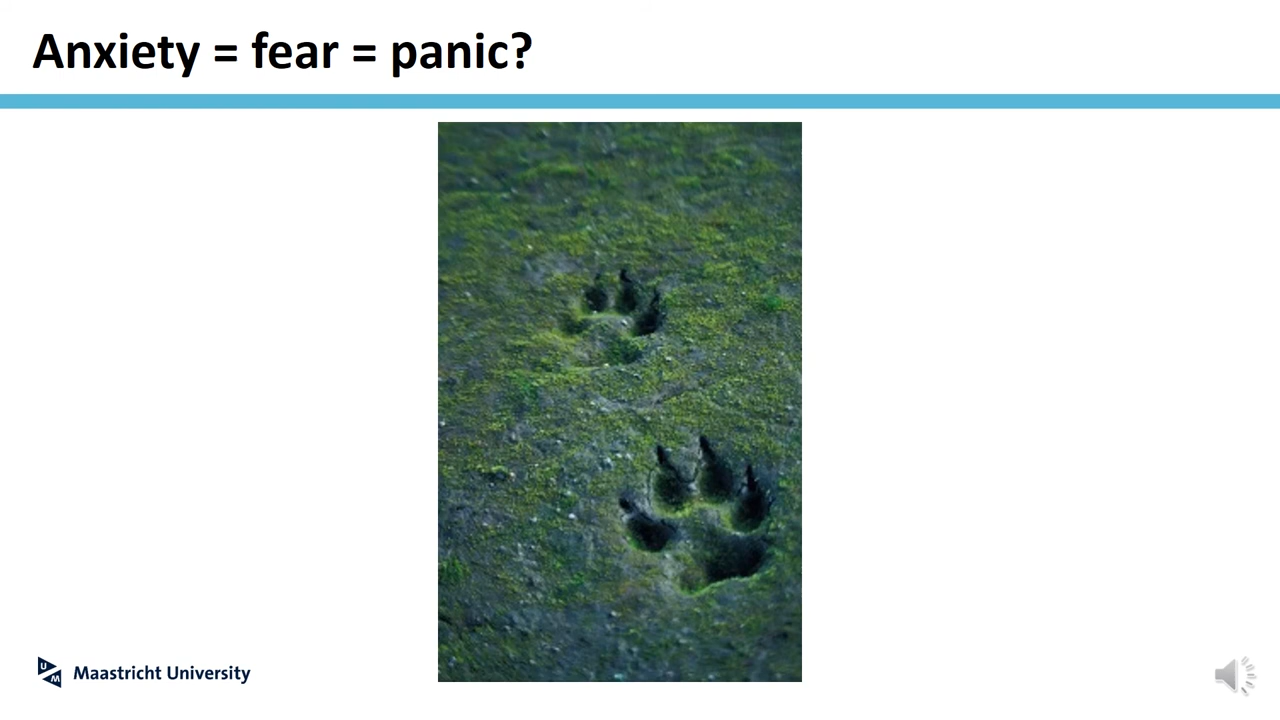 Anxiety = fear = panic?
U
M
Maastricht University